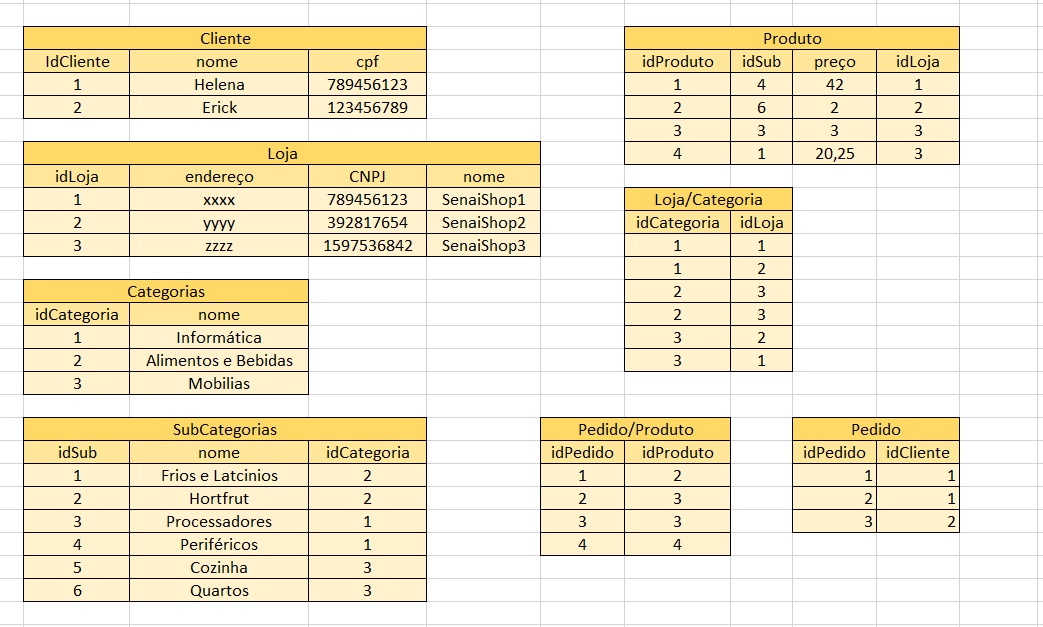 Cliente
IdCliente nome cpf
1 Helena 789456123
2 Erick 123456789
Loja
idLoja endereço CNPJ nome
1 xxxx 789456123 SenaiShop1
2 yyyy 392817654 SenaiShop2
3 zzzz 1597536842 SenaiShop3
Categorias
idCategoria nome
1 Informática
2 Alimentos e Bebidas
3 Mobilias
SubCategorias
idSub nome idCategoria
1 Frios e Latcinios 2
2 Hortfrut 2
3 Processadores 1
4 Periféricos 1
5 Cozinha 3
6 Quartos 3
Produto
idProduto idSub preço idLoja
1 4 42 1
2 6 2 2
3 3 3 3
4 1 20,25 3
Loja/Categoria
idCategoria idLoja
1 1
1 2
2 3
2 3
3 2
3 1
Pedido/Produto
idPedido idProduto
1 2
2 3
3 3
4 4
Pedido
idPedido idCliente
1 1
2 1
3 2